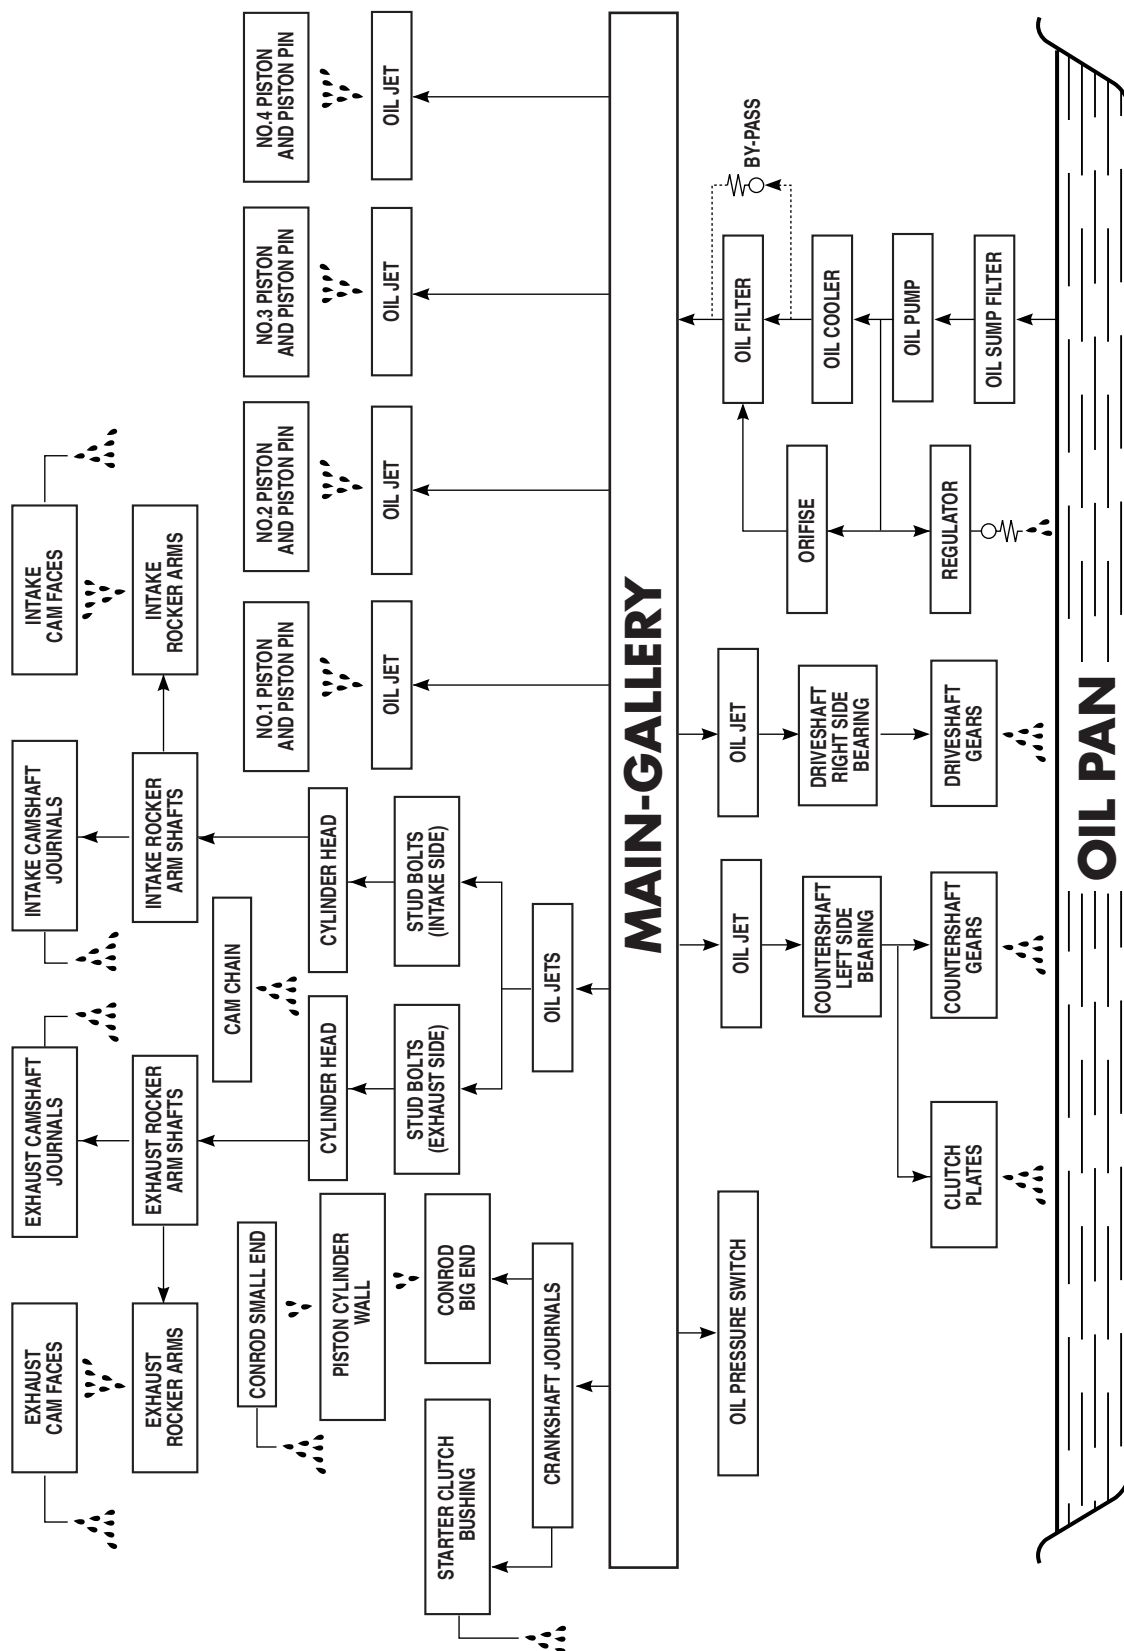 EXHAUST
CAM FACES
EXHAUST CAMSHAFT
JOURNALS
INTAKE CAMSHAFT
JOURNALS
INTAKE
CAM FACES
EXHAUST
ROCKER ARMS
EXHAUST ROCKER
ARM SHAFTS
INTAKE ROCKER
ARM SHAFTS
INTAKE
ROCKER ARMS
CONROD SMALL END
CAM CHAIN
NO.1 PISTON
AND PISTON PIN
NO.2 PISTON
AND PISTON PIN
NO.3 PISTON
AND PISTON PIN
NO.4 PISTON
AND PISTON PIN
PISTON CYLINDER
WALL
CYLINDER HEAD
CYLINDER HEAD
OIL JET
OIL JET
OIL JET
OIL JET
STARTER CLUTCH
BUSHING
CONROD
BIG END
STUD BOLTS
(EXHAUST SIDE)
STUD BOLTS
(INTAKE SIDE)
CRANKSHAFT JOURNALS
OIL JETS
MAIN-GALLERY
OIL PRESSURE SWITCH
OIL JET
OIL JET
OIL FILTER
BY-PASS
COUNTERSHAFT
LEFT SIDE
BEARING
DRIVESHAFT
RIGHT SIDE
BEARING
ORIFISE
OIL COOLER
OIL PUMP
CLUTCH
PLATES
COUNTERSHAFT
GEARS
DRIVESHAFT
GEARS
REGULATOR
OIL SUMP FILTER
OIL PAN